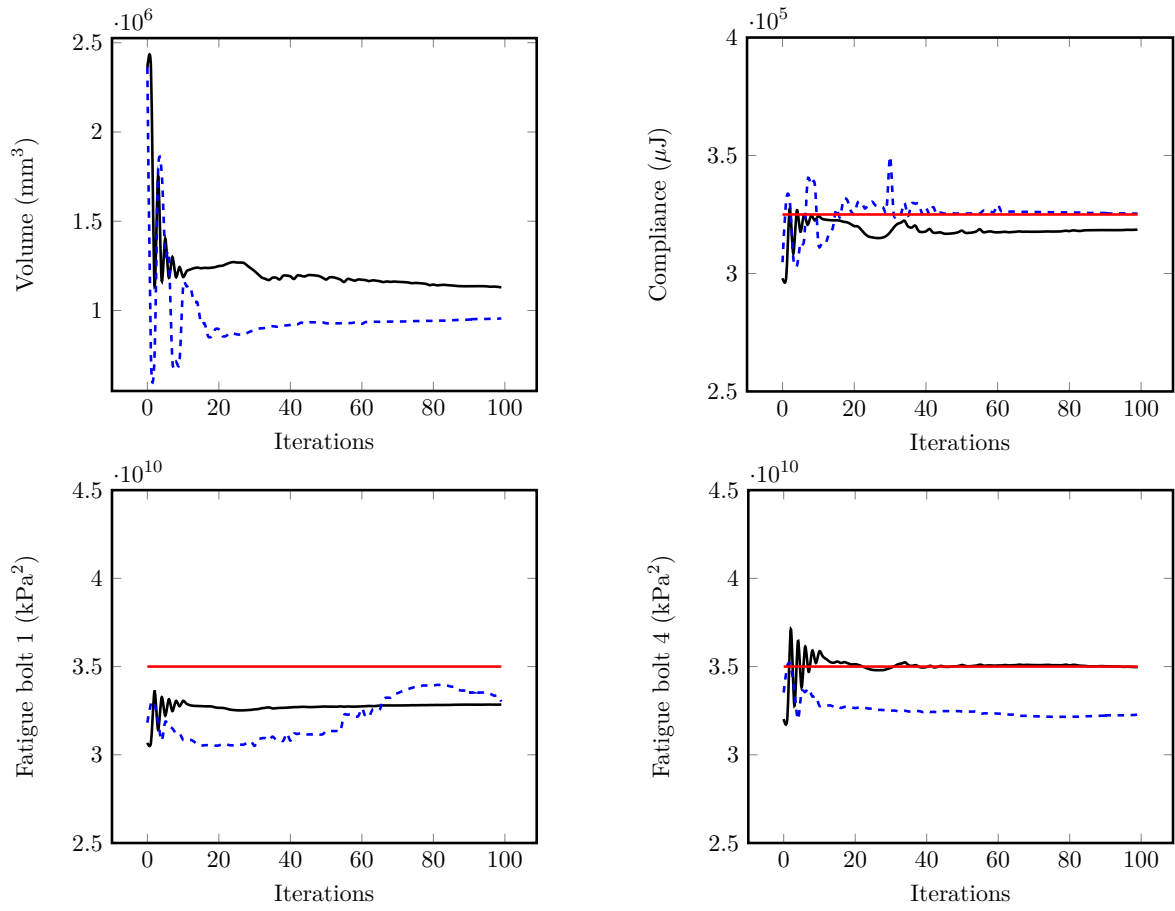 ·10^6
2.5
2
1.5
1
0 20 40 60 80 100
Iterations
Volume (mm^3)
4 ·10^5
3.5
3
2.5
0 20 40 60 80 100
Iterations
Compliance (μJ)
·10^10
4.5
4
3.5
3
2.5
0 20 40 60 80 100
Iterations
Fatigue bolt 1 (kPa^2)
·10^10
4.5
4
3.5
3
2.5
0 20 40 60 80 100
Iterations
Fatigue bolt 4 (kPa^2)